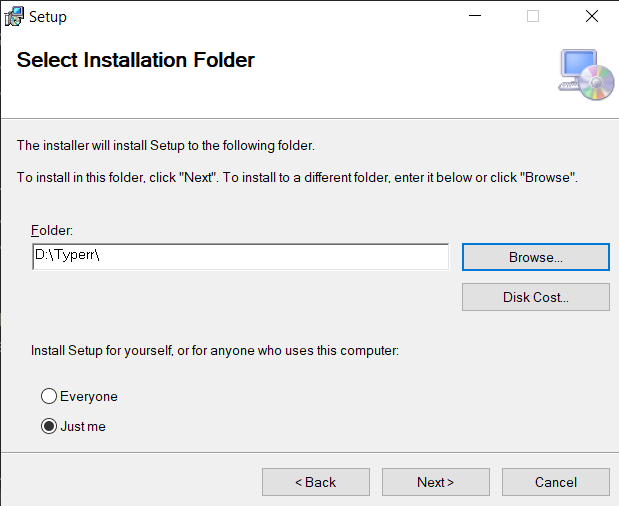 Setup
Select Installation Folder
The installer will install Setup to the following folder.
To install in this folder, click "Next". To install to a different folder, enter it below or click "Browse".
Folder:
D:\Typerr\
Browse...
Disk Cost...
Install Setup for yourself, or for anyone who uses this computer:
Everyone
Just me
< Back
Next >
Cancel